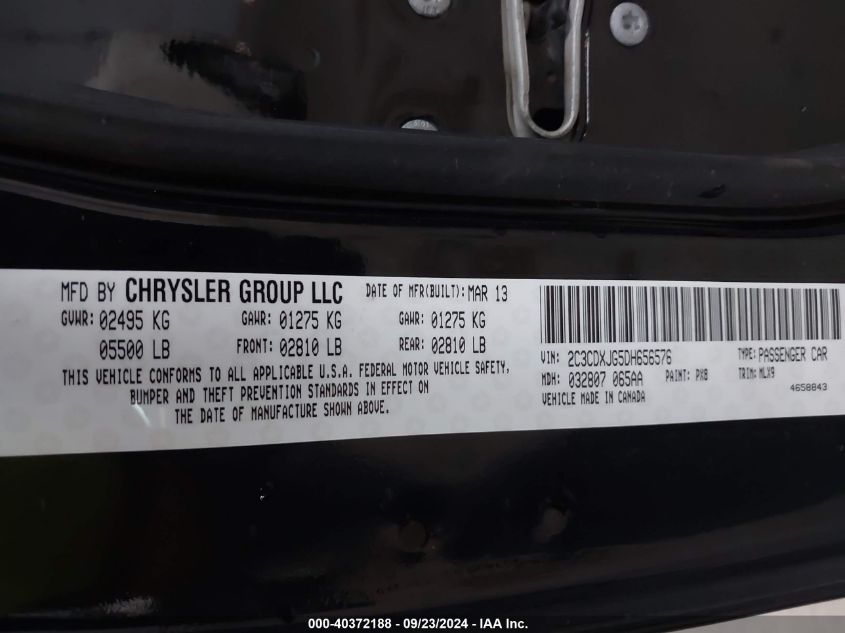 MFD BY CHRYSLER GROUP LLC DATE OF MFR(BUILT): MAR 13
GVWR: 02495 KG GAWR: 01275 KG GAWR: 01275 KG
05500 LB FRONT: 02810 LB REAR: 02810 LB
THIS VEHICLE CONFORMS TO ALL APPLICABLE U.S.A. FEDERAL MOTOR VEHICLE SAFETY,
BUMPER AND THEFT PREVENTION STANDARDS IN EFFECT ON
THE DATE OF MANUFACTURE SHOWN ABOVE.
VIN: 2C3CDXJG5DH656576 TYPE: PASSENGER CAR
MDH: 032807 065AA PAINT: PX8 TRIM: MLX9
VEHICLE MADE IN CANADA 4658843
000-40372188 - 09/23/2024 - IAA Inc.